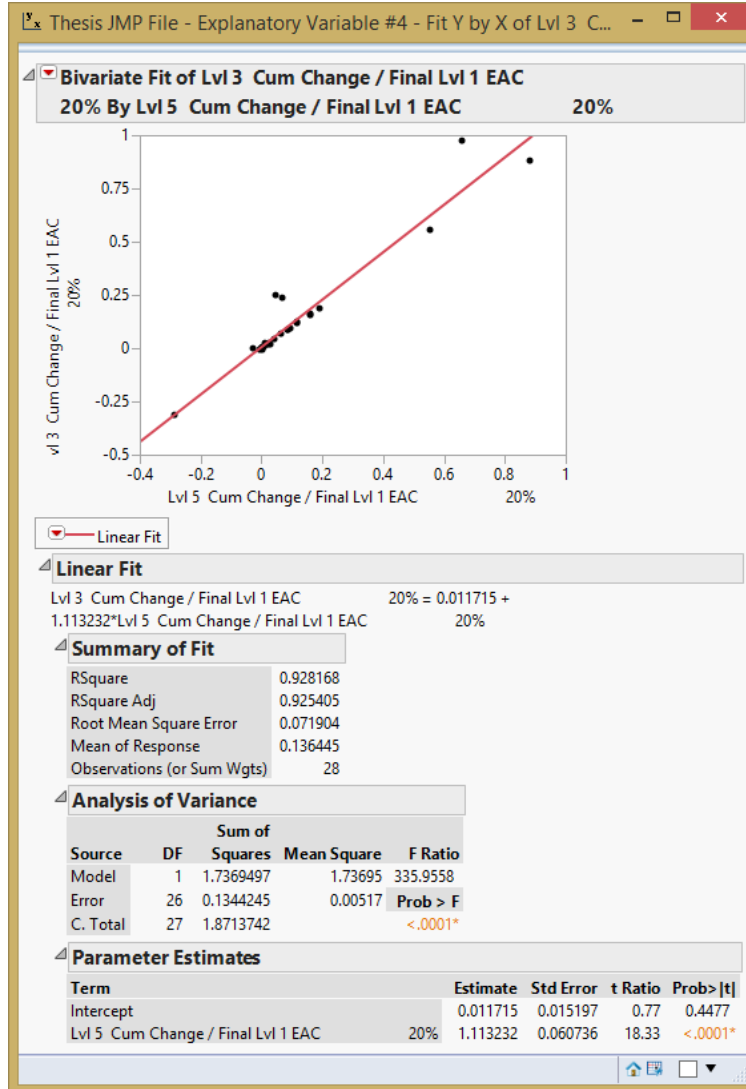 Thesis JMP File - Explanatory Variable #4 - Fit Y by X of Lvl 3 C...
Bivariate Fit of Lvl 3 Cum Change / Final Lvl 1 EAC
20% By Lvl 5 Cum Change / Final Lvl 1 EAC 20%
vl 3 Cum Change / Final Lvl 1 EAC
20%
1
0.75
0.5
0.25
0
-0.25
-0.5
-0.4 -0.2 0 0.2 0.4 0.6 0.8 1
Lvl 5 Cum Change / Final Lvl 1 EAC 20%
Linear Fit
Linear Fit
Lvl 3 Cum Change / Final Lvl 1 EAC 20% = 0.011715 +
1.113232*Lvl 5 Cum Change / Final Lvl 1 EAC 20%
Summary of Fit
RSquare 0.928168
RSquare Adj 0.925405
Root Mean Square Error 0.071904
Mean of Response 0.136445
Observations (or Sum Wgts) 28
Analysis of Variance
Sum of
Source DF Squares Mean Square F Ratio
Model 1 1.7369497 1.73695 335.9558
Error 26 0.1344245 0.00517 Prob > F
C. Total 27 1.8713742 <.0001*
Parameter Estimates
Term Estimate Std Error t Ratio Prob>|t|
Intercept 0.011715 0.015197 0.77 0.4477
Lvl 5 Cum Change / Final Lvl 1 EAC 20% 1.113232 0.060736 18.33 <.0001*